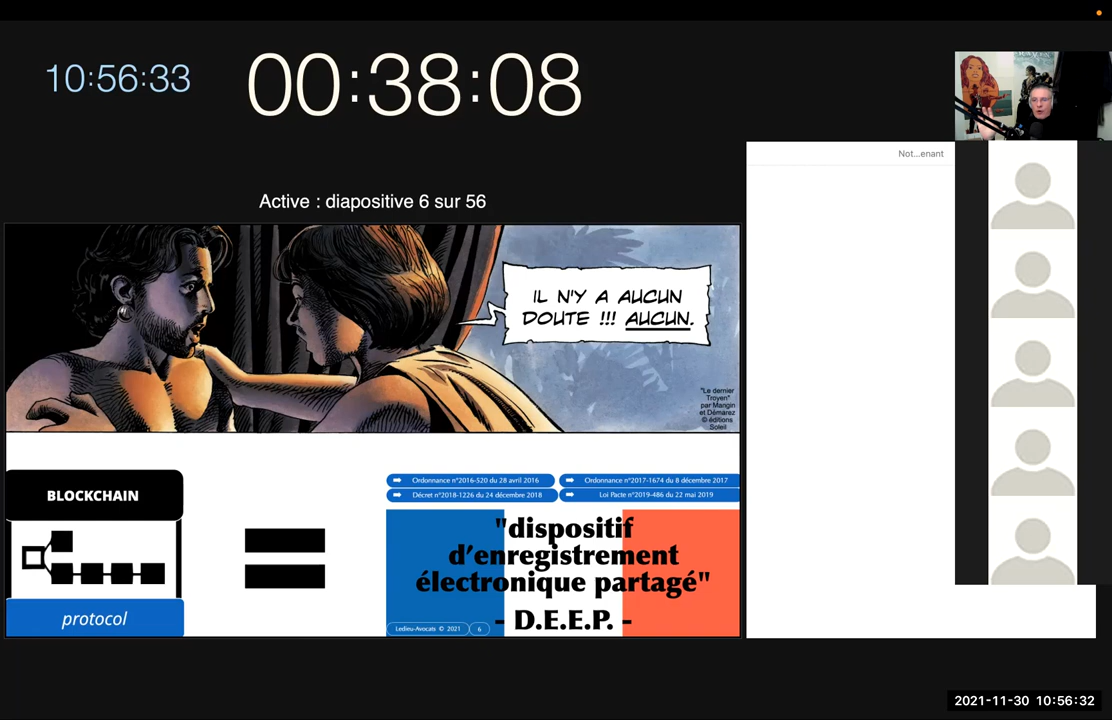 10:56:33
00:38:08
Not...enant
Active : diapositive 6 sur 56
IL N'Y A AUCUN
DOUTE !!! AUCUN.
"Le dernier
Troyen"
par Mangin
et Démarez
© éditions
Soleil
BLOCKCHAIN
protocol
Ordonnance n°2016-520 du 28 avril 2016
Ordonnance n°2017-1674 du 8 décembre 2017
Décret n°2018-1226 du 24 décembre 2018
Loi Pacte n°2019-486 du 22 mai 2019
"dispositif
d'enregistrement
électronique partagé"
- D.E.E.P. -
Ledieu-Avocats © 2021
6
2021-11-30 10:56:32